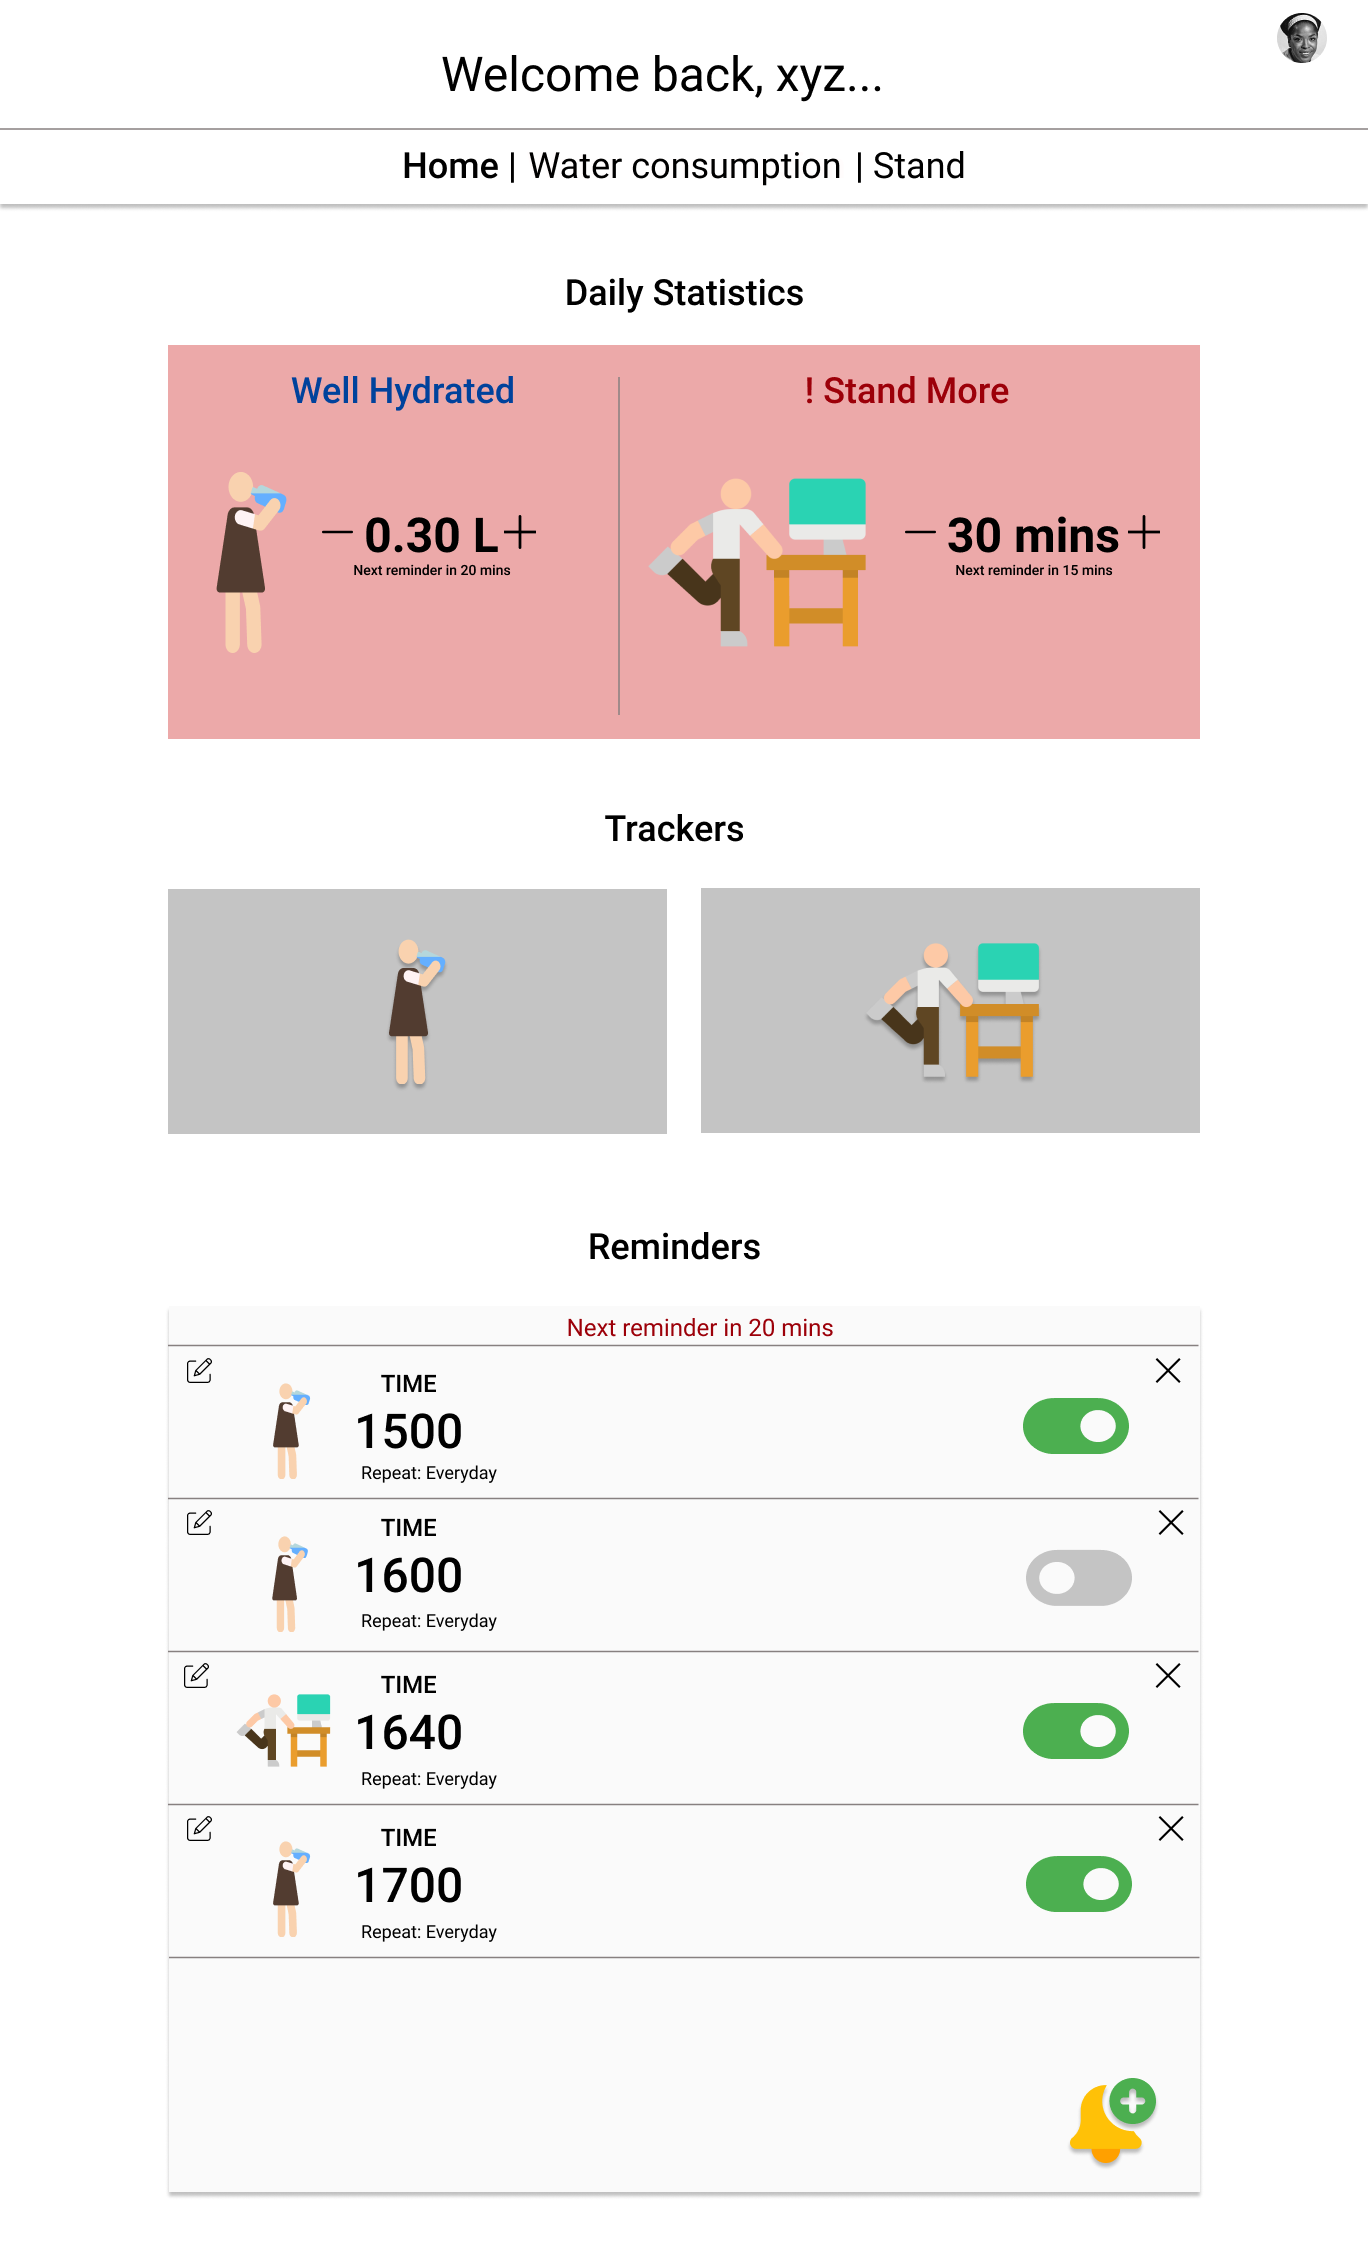 Welcome back, xyz...
Home | Water consumption | Stand
Daily Statistics
Well Hydrated
0.30 L
Next reminder in 20 mins
! Stand More
30 mins
Next reminder in 15 mins
Trackers
Reminders
Next reminder in 20 mins
TIME
1500
Repeat: Everyday
TIME
1600
Repeat: Everyday
TIME
1640
Repeat: Everyday
TIME
1700
Repeat: Everyday